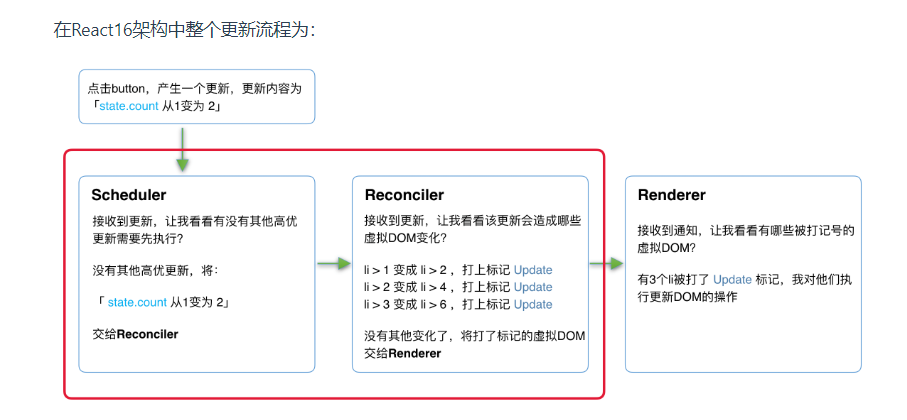 在React16架构中整个更新流程为：
点击button，产生一个更新，更新内容为
「state.count 从1变为 2」
Scheduler
接收到更新，让我看看有没有其他高优
更新需要先执行？
没有其他高优更新，将：
「 state.count 从1变为 2」
交给Reconciler
Reconciler
接收到更新，让我看看该更新会造成哪些
虚拟DOM变化？
li > 1 变成 li > 2 ，打上标记 Update
li > 2 变成 li > 4 ，打上标记 Update
li > 3 变成 li > 6 ，打上标记 Update
没有其他变化了，将打了标记的虚拟DOM
交给Renderer
Renderer
接收到通知，让我看看有哪些被打记号的
虚拟DOM？
有3个li被打了 Update 标记，我对他们执
行更新DOM的操作